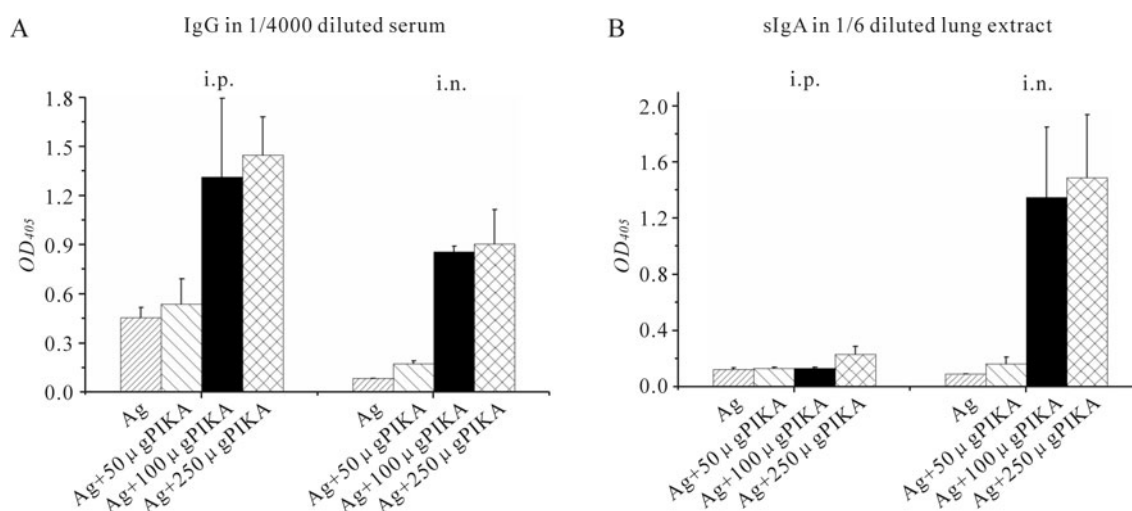 A
IgG in 1/4000 diluted serum
i.p.
i.n.
1.8
1.5
1.2
0.9
0.6
0.3
0.0
OD405
Ag
Ag+50 μ gPIKA
Ag+100 μ gPIKA
Ag+250 μ gPIKA
Ag
Ag+50 μ gPIKA
Ag+100 μ gPIKA
Ag+250 μ gPIKA
B
sIgA in 1/6 diluted lung extract
i.p.
i.n.
2.0
1.6
1.2
0.8
0.4
0.0
OD405
Ag
Ag+50 μ gPIKA
Ag+100 μ gPIKA
Ag+250 μ gPIKA
Ag
Ag+50 μ gPIKA
Ag+100 μ gPIKA
Ag+250 μ gPIKA